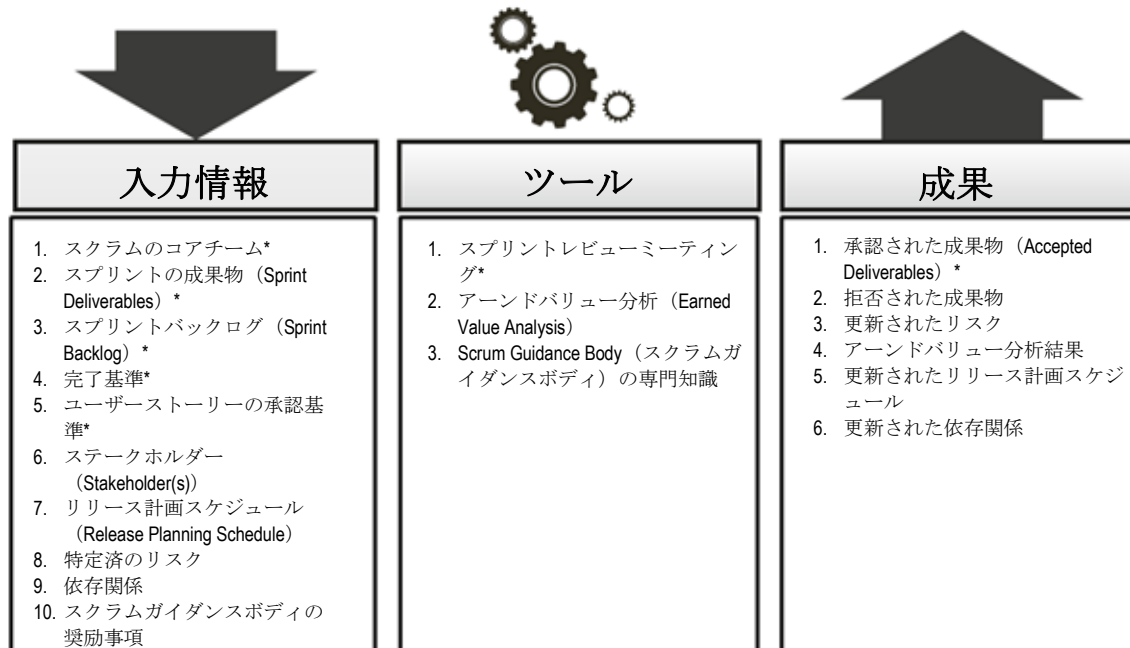 入力情報
1. スクラムのコアチーム*
2. スプリントの成果物（Sprint
Deliverables）*
3. スプリントバックログ（Sprint
Backlog）*
4. 完了基準*
5. ユーザーストーリーの承認基
準*
6. ステークホルダー
（Stakeholder(s)）
7. リリース計画スケジュール
（Release Planning Schedule）
8. 特定済のリスク
9. 依存関係
10. スクラムガイダンスボディの
奨励事項
ツール
1. スプリントレビューミーティン
グ*
2. アーンドバリュー分析（Earned
Value Analysis）
3. Scrum Guidance Body（スクラムガ
イダンスボディ）の専門知識
成果
1. 承認された成果物（Accepted
Deliverables）*
2. 拒否された成果物
3. 更新されたリスク
4. アーンドバリュー分析結果
5. 更新されたリリース計画スケジ
ュール
6. 更新された依存関係